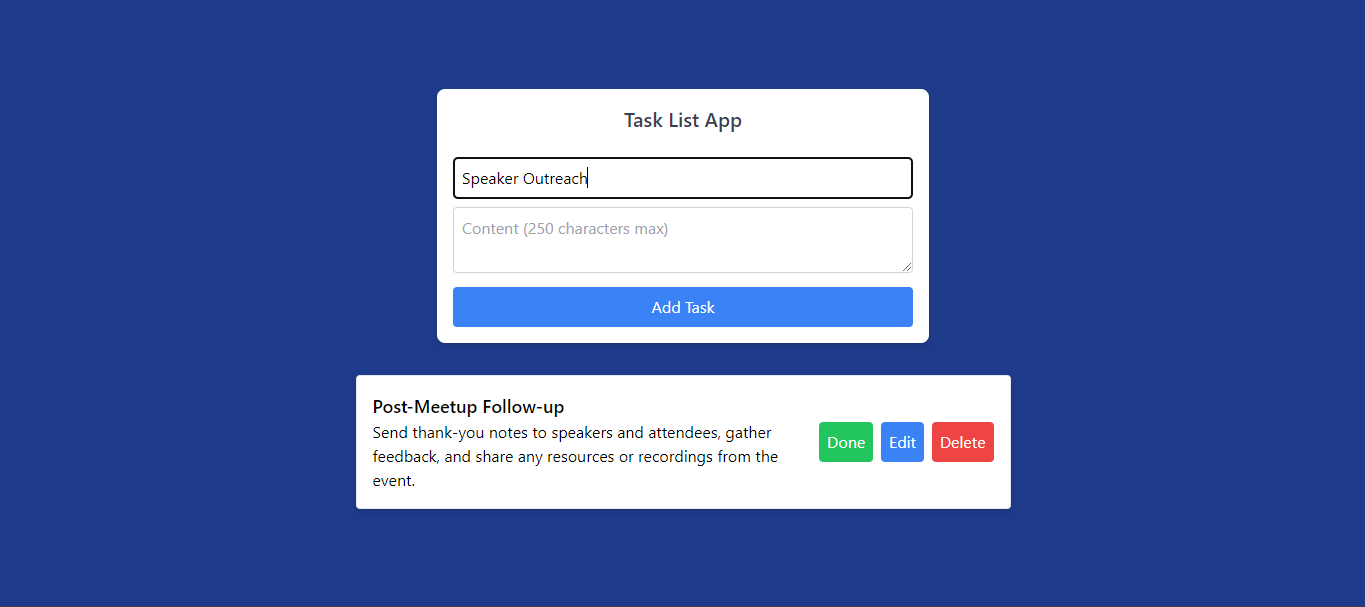 Task List App
Speaker Outreach
Content (250 characters max)
Add Task
Post-Meetup Follow-up
Send thank-you notes to speakers and attendees, gather
feedback, and share any resources or recordings from the
event.
Done Edit Delete